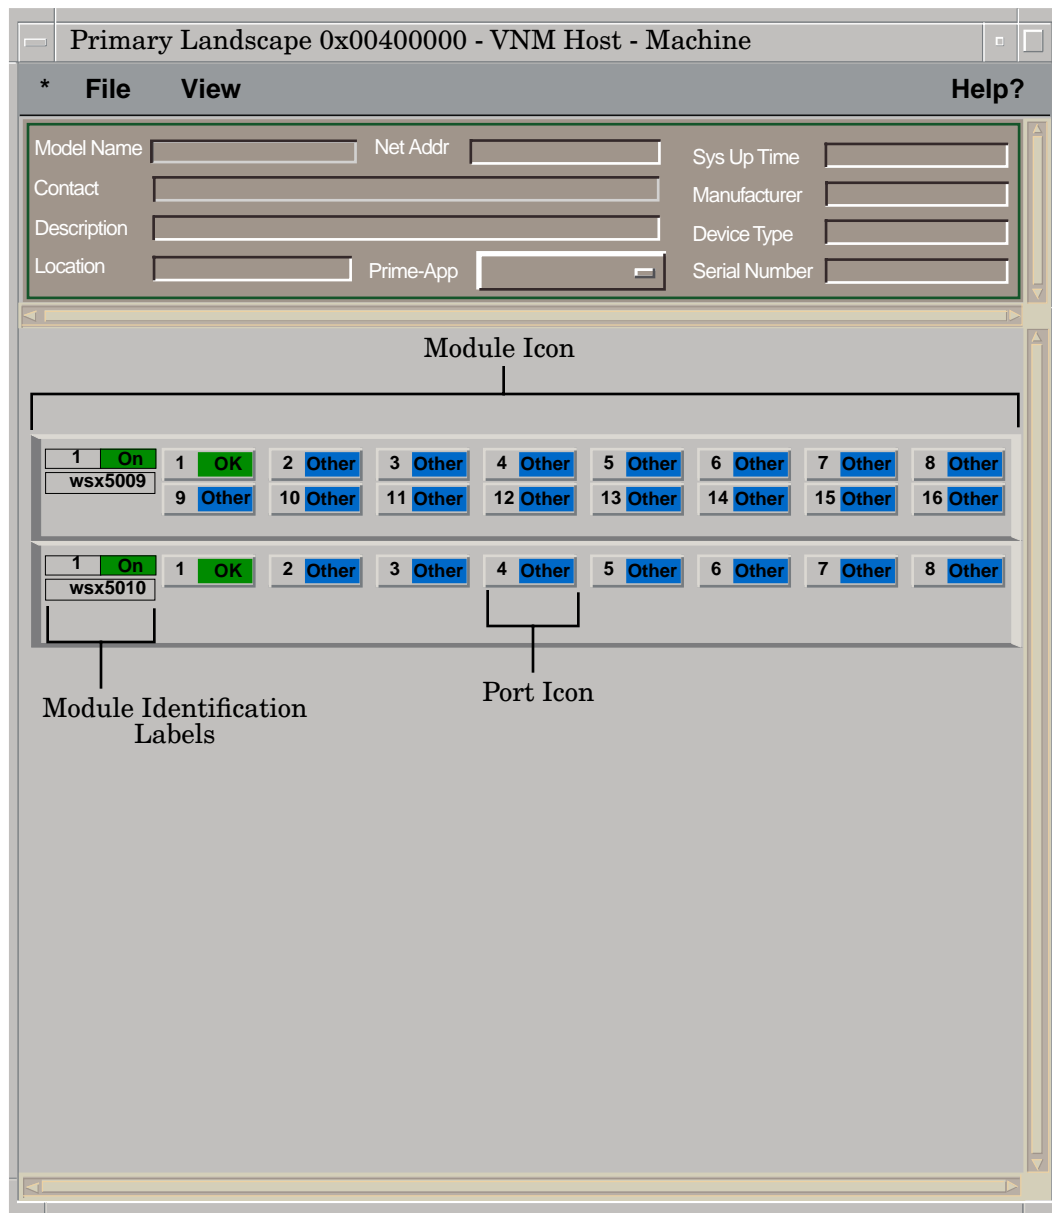 Primary Landscape 0x00400000 - VNM Host - Machine
* File View Help?
Model Name Net Addr Sys Up Time
Contact Manufacturer
Description Device Type
Location Prime-App Serial Number
Module Icon
1 On 1 OK 2 Other 3 Other 4 Other 5 Other 6 Other 7 Other 8 Other
wsx5009
9 Other 10 Other 11 Other 12 Other 13 Other 14 Other 15 Other 16 Other
1 On 1 OK 2 Other 3 Other 4 Other 5 Other 6 Other 7 Other 8 Other
wsx5010
Port Icon
Module Identification
Labels